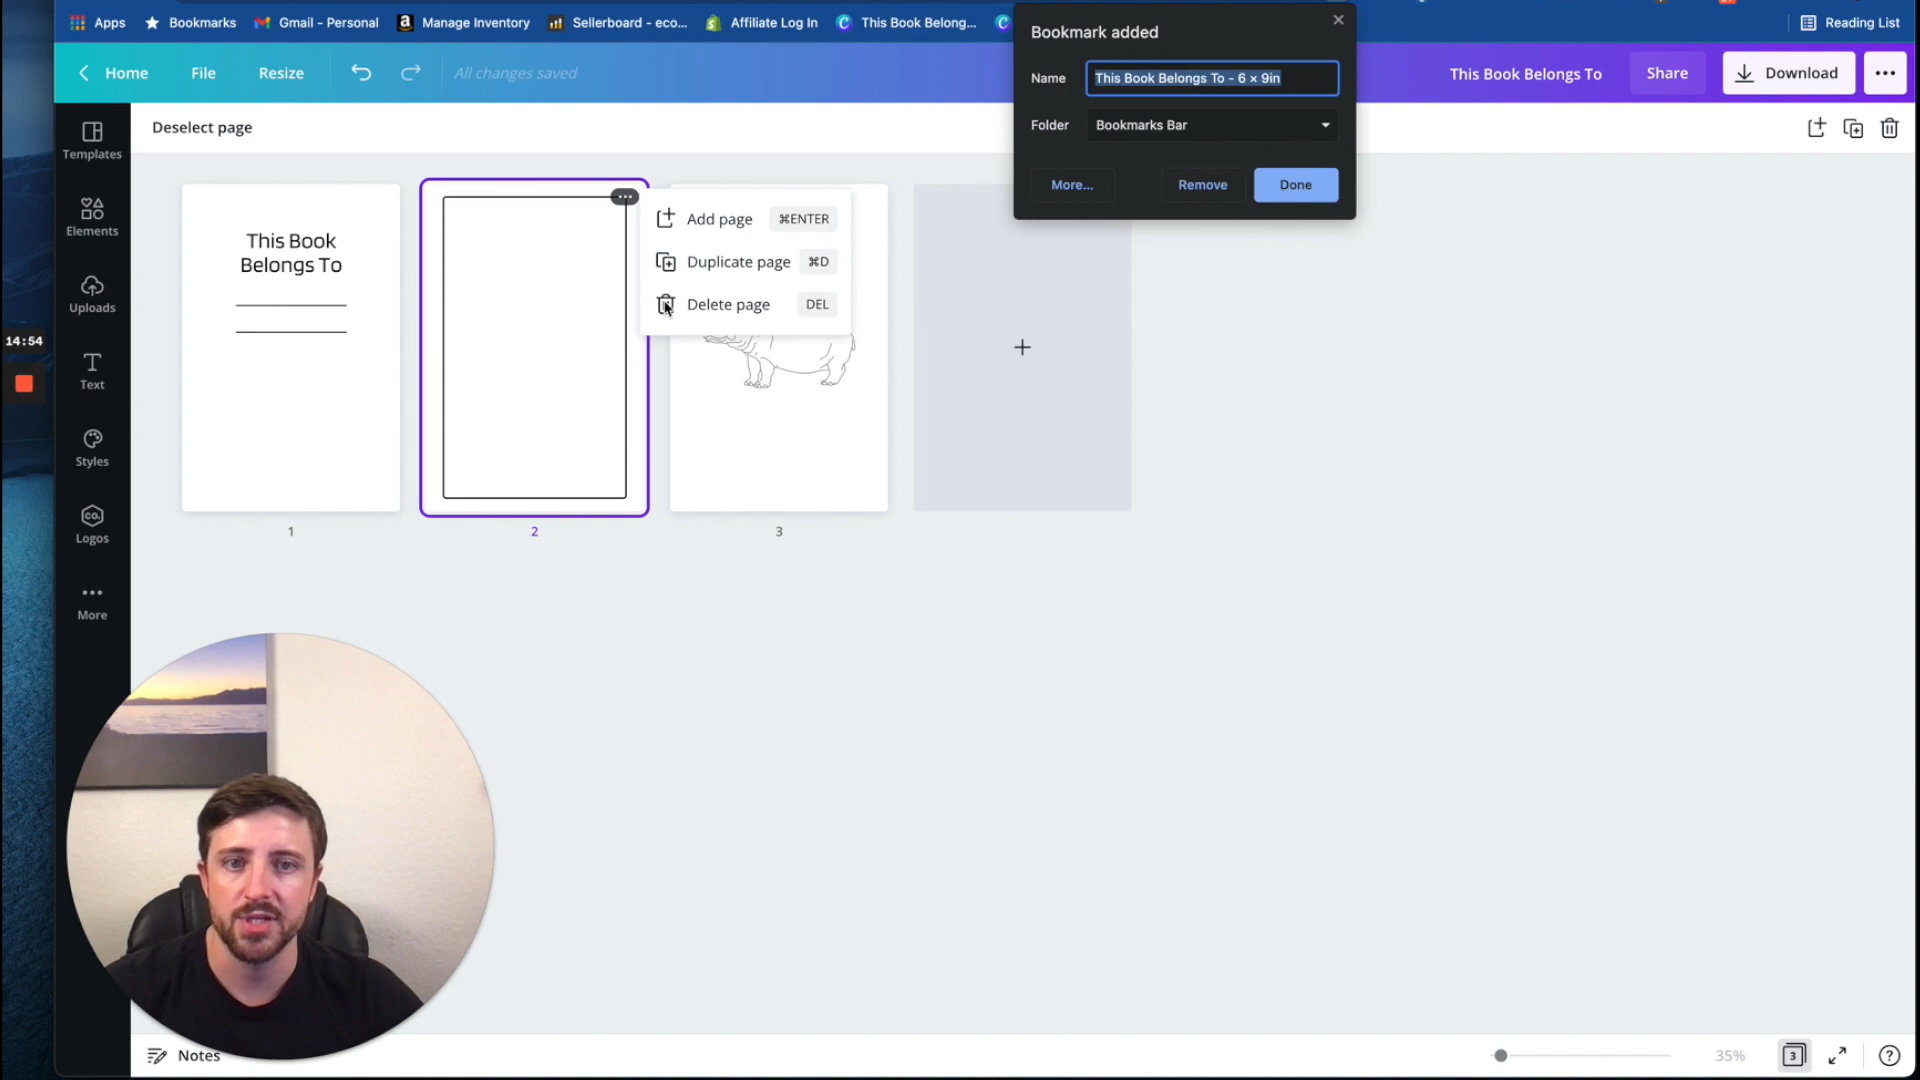 Apps
Bookmarks
Gmail - Personal
Manage Inventory
Sellerboard - eco...
Affiliate Log In
This Book Belong...
Reading List
Bookmark added
Name
This Book Belongs To - 6 × 9in
Folder
Bookmarks Bar
More...
Remove
Done
Home
File
Resize
All changes saved
This Book Belongs To
Share
Download
Deselect page
Templates
Elements
Uploads
Text
Styles
co.
Logos
More
14:54
This Book
Belongs To
Add page
⌘ENTER
Duplicate page
⌘D
Delete page
DEL
1
2
3
Notes
35%
3